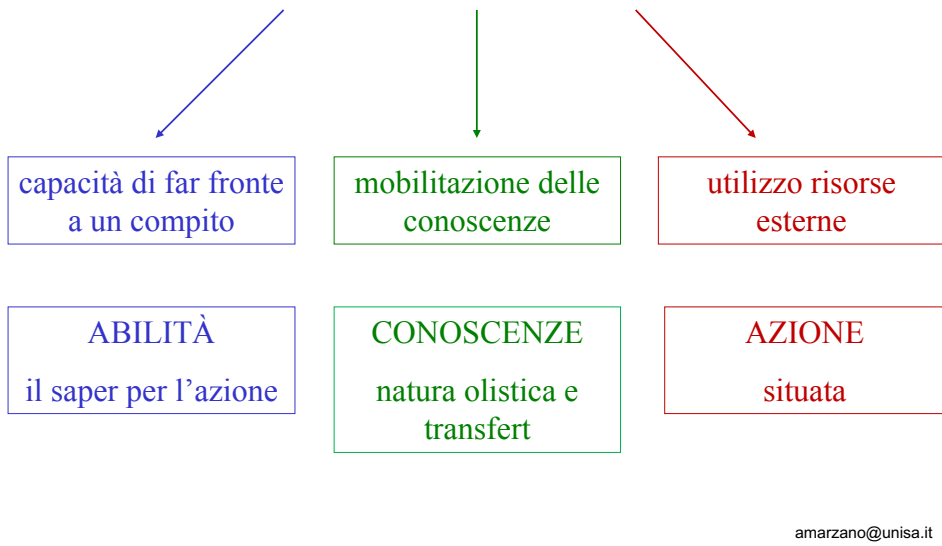 capacità di far fronte
a un compito
mobilitazione delle
conoscenze
utilizzo risorse
esterne
ABILITÀ
il saper per l’azione
CONOSCENZE
natura olistica e
transfert
AZIONE
situata
amarzano@unisa.it